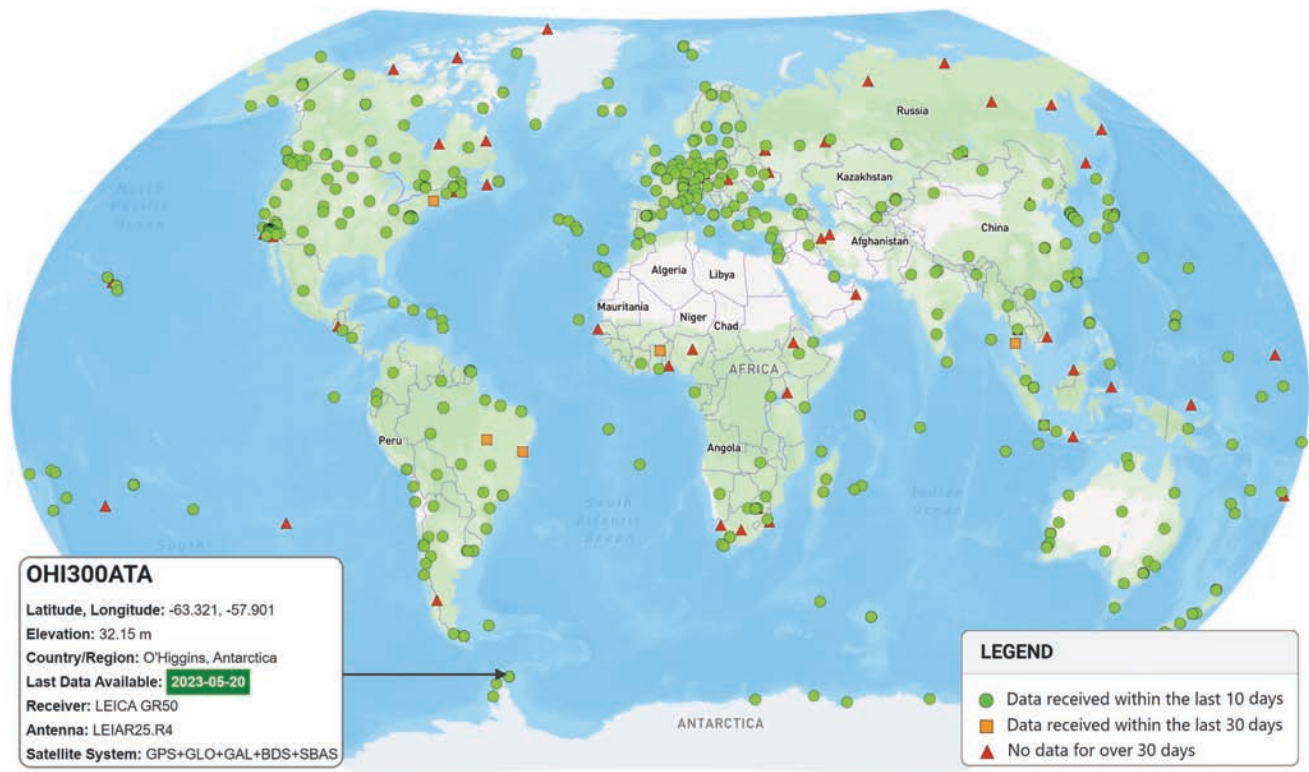 North
Pacific
Ocean
Russia
Kazakhstan
China
Afghanistan
Algeria
Libya
Mauritania
Niger
Chad
AFRICA
Peru
Angola
South
Atlantic
Ocean
Indian
Ocean
South
ANTARCTICA
OHI300ATA
Latitude, Longitude: -63.321, -57.901
Elevation: 32.15 m
Country/Region: O'Higgins, Antarctica
Last Data Available: 2023-05-20
Receiver: LEICA GR50
Antenna: LEIAR25.R4
Satellite System: GPS+GLO+GAL+BDS+SBAS
LEGEND
Data received within the last 10 days
Data received within the last 30 days
No data for over 30 days